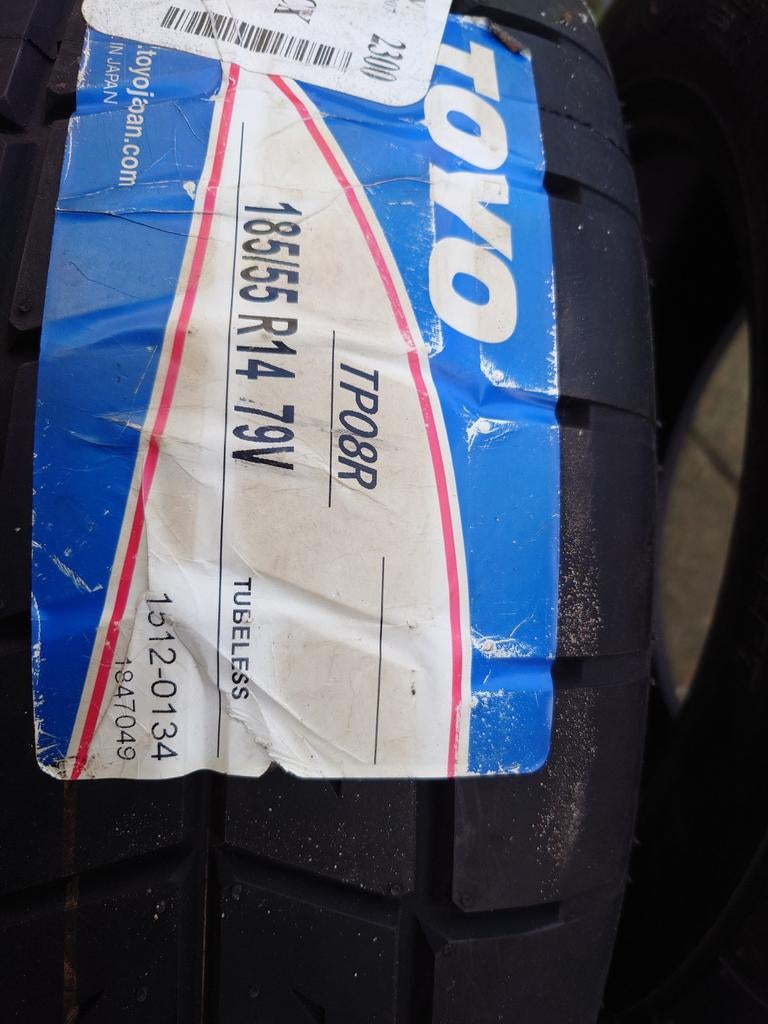 2300
TOYO
TP08R
185/55 R14 79V
TUBELESS
1512-0134
1847049
.toyojapan.com
IN JAPAN